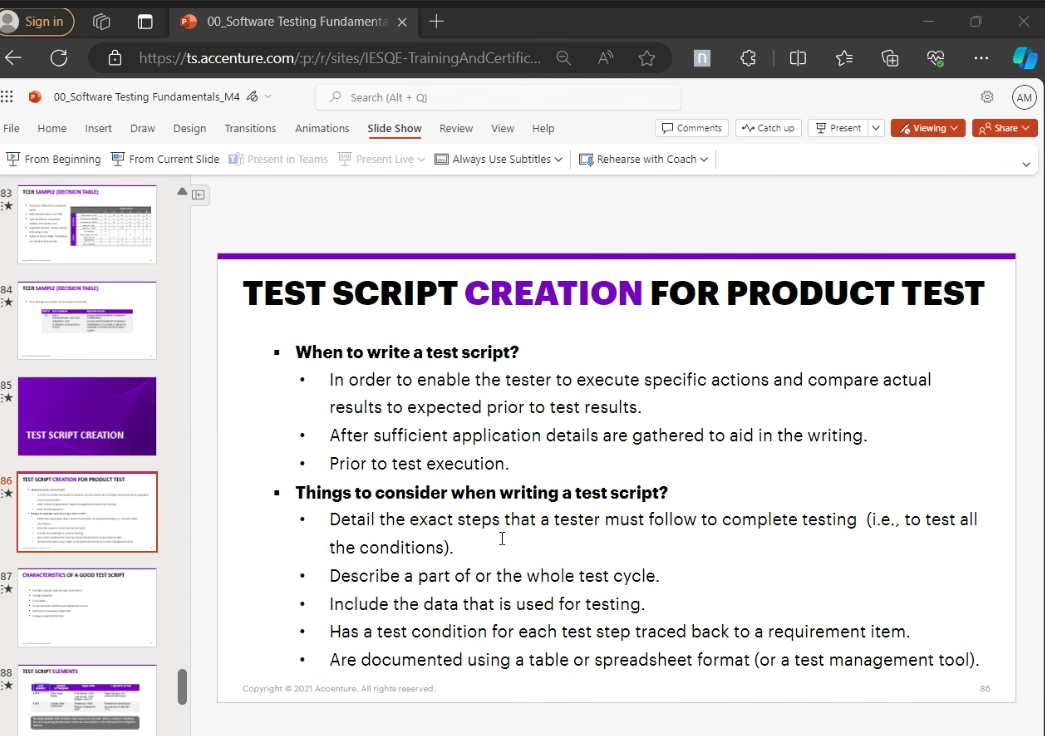 Sign in
00_Software Testing Fundamenta
https://ts.accenture.com/:p:/r/sites/IESQE-TrainingAndCertific...
00_Software Testing Fundamentals_M4
Search (Alt + Q)
AM
File Home Insert Draw Design Transitions Animations Slide Show Review View Help
Comments Catch up Present Viewing Share
From Beginning From Current Slide Present in Teams Present Live Always Use Subtitles Rehearse with Coach
83
TCER SAMPLE (DECISION TABLE)
84
TCER SAMPLE (DECISION TABLE)
85
TEST SCRIPT CREATION
86
TEST SCRIPT CREATION FOR PRODUCT TEST
87
CHARACTERISTICS OF A GOOD TEST SCRIPT
88
TEST SCRIPT ELEMENTS
TEST SCRIPT CREATION FOR PRODUCT TEST
▪ When to write a test script?
• In order to enable the tester to execute specific actions and compare actual
results to expected prior to test results.
• After sufficient application details are gathered to aid in the writing.
• Prior to test execution.
▪ Things to consider when writing a test script?
• Detail the exact steps that a tester must follow to complete testing (i.e., to test all
the conditions).
• Describe a part of or the whole test cycle.
• Include the data that is used for testing.
• Has a test condition for each test step traced back to a requirement item.
• Are documented using a table or spreadsheet format (or a test management tool).
Copyright © 2021 Accenture. All rights reserved.
86